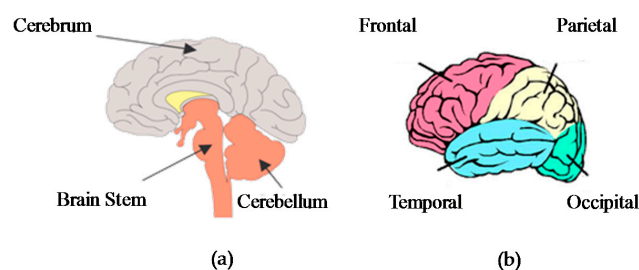 Cerebrum
Brain Stem
Cerebellum
(a)
Frontal
Parietal
Temporal
Occipital
(b)